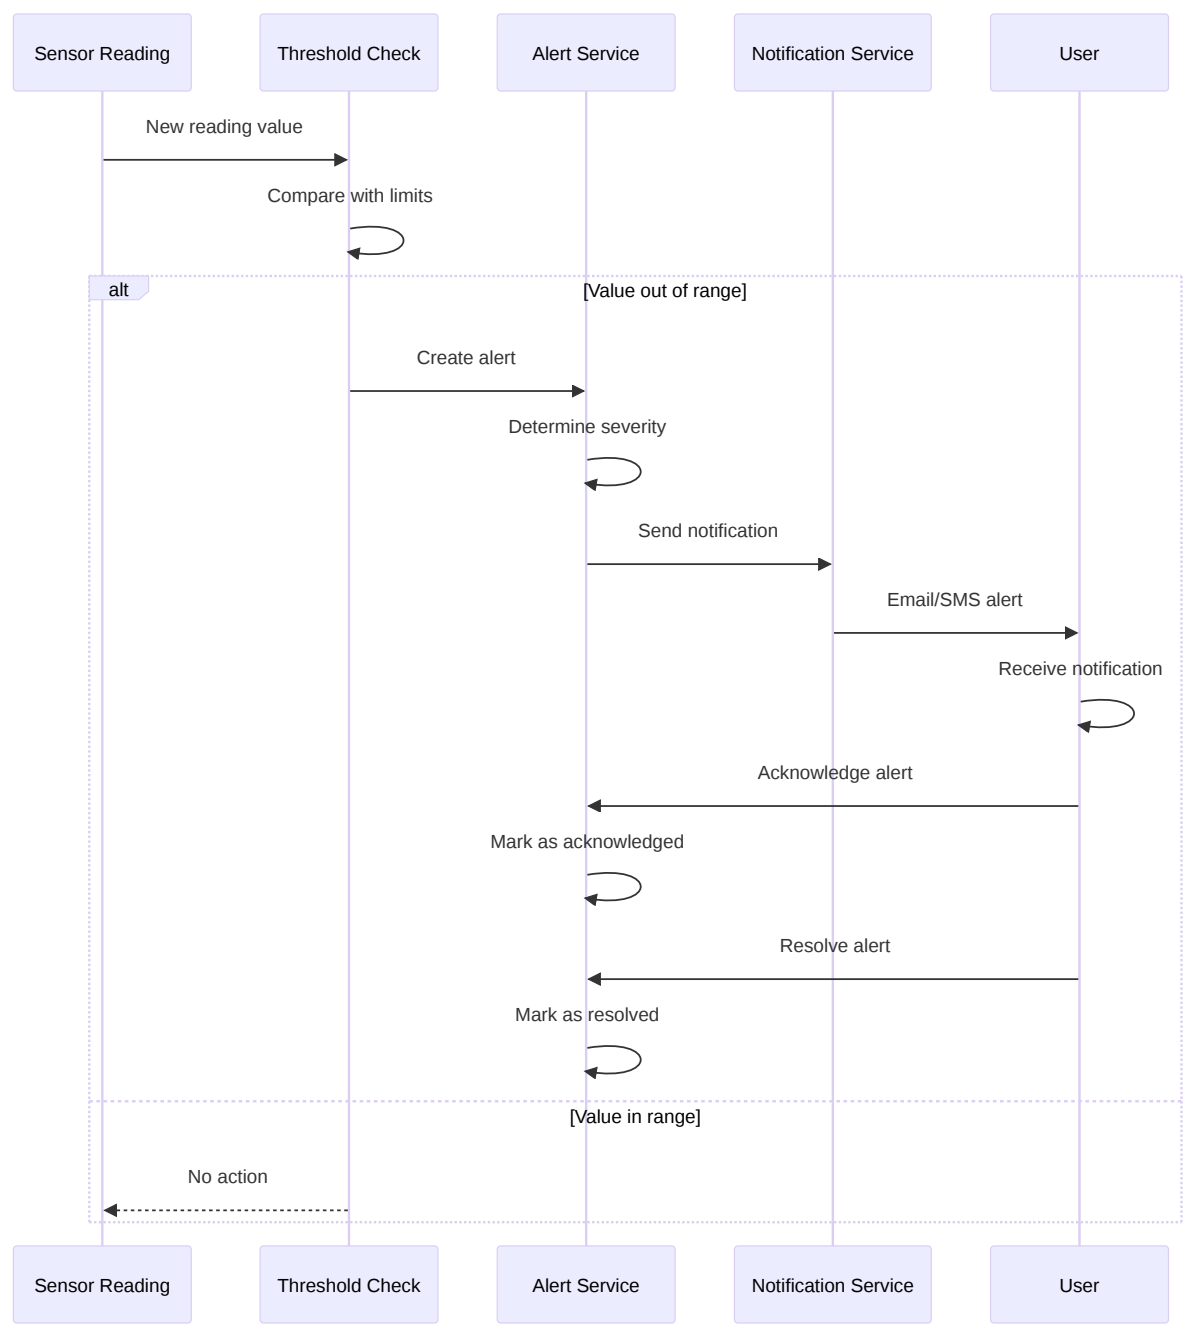 Sensor Reading
Threshold Check
Alert Service
Notification Service
User
New reading value
Compare with limits
alt
[Value out of range]
Create alert
Determine severity
Send notification
Email/SMS alert
Receive notification
Acknowledge alert
Mark as acknowledged
Resolve alert
Mark as resolved
[Value in range]
No action
Sensor Reading
Threshold Check
Alert Service
Notification Service
User